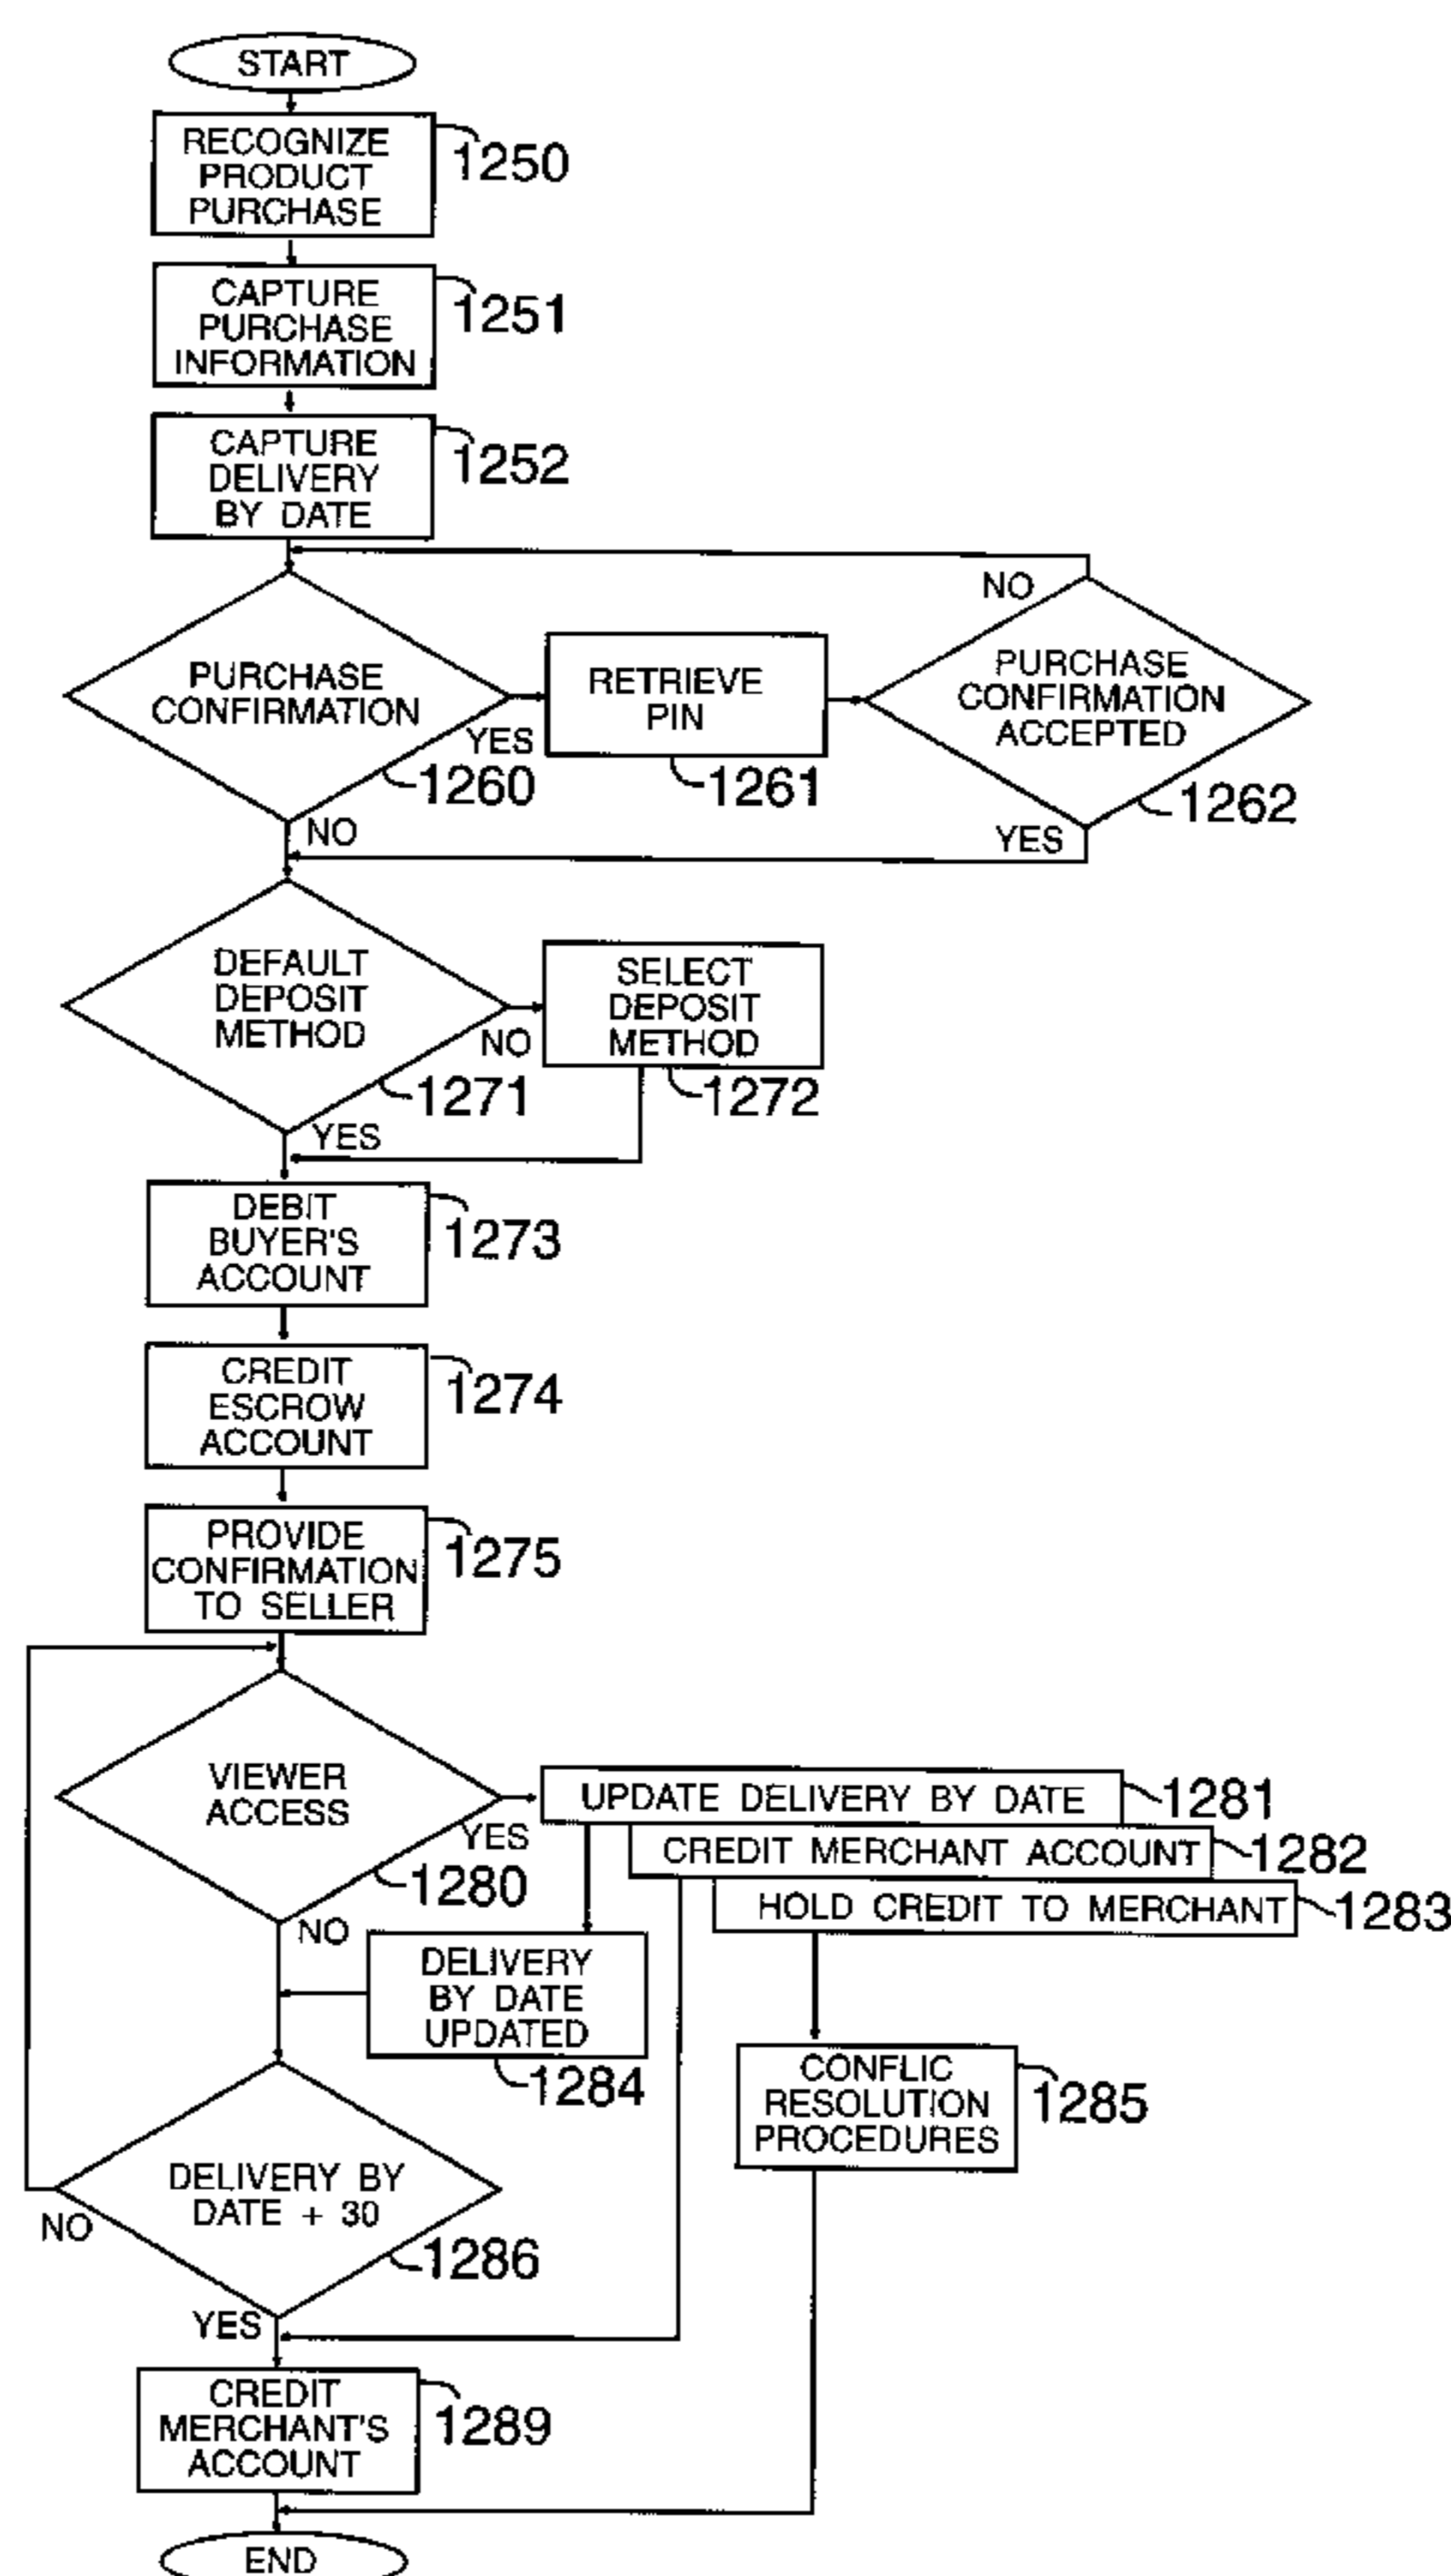 START
RECOGNIZE
PRODUCT
PURCHASE
1250
CAPTURE
PURCHASE
INFORMATION
1251
CAPTURE
DELIVERY
BY DATE
1252
PURCHASE
CONFIRMATION
YES
1260
NO
RETRIEVE
PIN
1261
NO
PURCHASE
CONFIRMATION
ACCEPTED
1262
YES
DEFAULT
DEPOSIT
METHOD
NO
1271
YES
SELECT
DEPOSIT
METHOD
1272
DEBIT
BUYER'S
ACCOUNT
1273
CREDIT
ESCROW
ACCOUNT
1274
PROVIDE
CONFIRMATION
TO SELLER
1275
VIEWER
ACCESS
YES
1280
NO
UPDATE DELIVERY BY DATE
1281
CREDIT MERCHANT ACCOUNT
1282
HOLD CREDIT TO MERCHANT
1283
DELIVERY
BY DATE
UPDATED
1284
CONFLIC
RESOLUTION
PROCEDURES
1285
DELIVERY BY
DATE + 30
NO
1286
YES
CREDIT
MERCHANT'S
ACCOUNT
1289
END